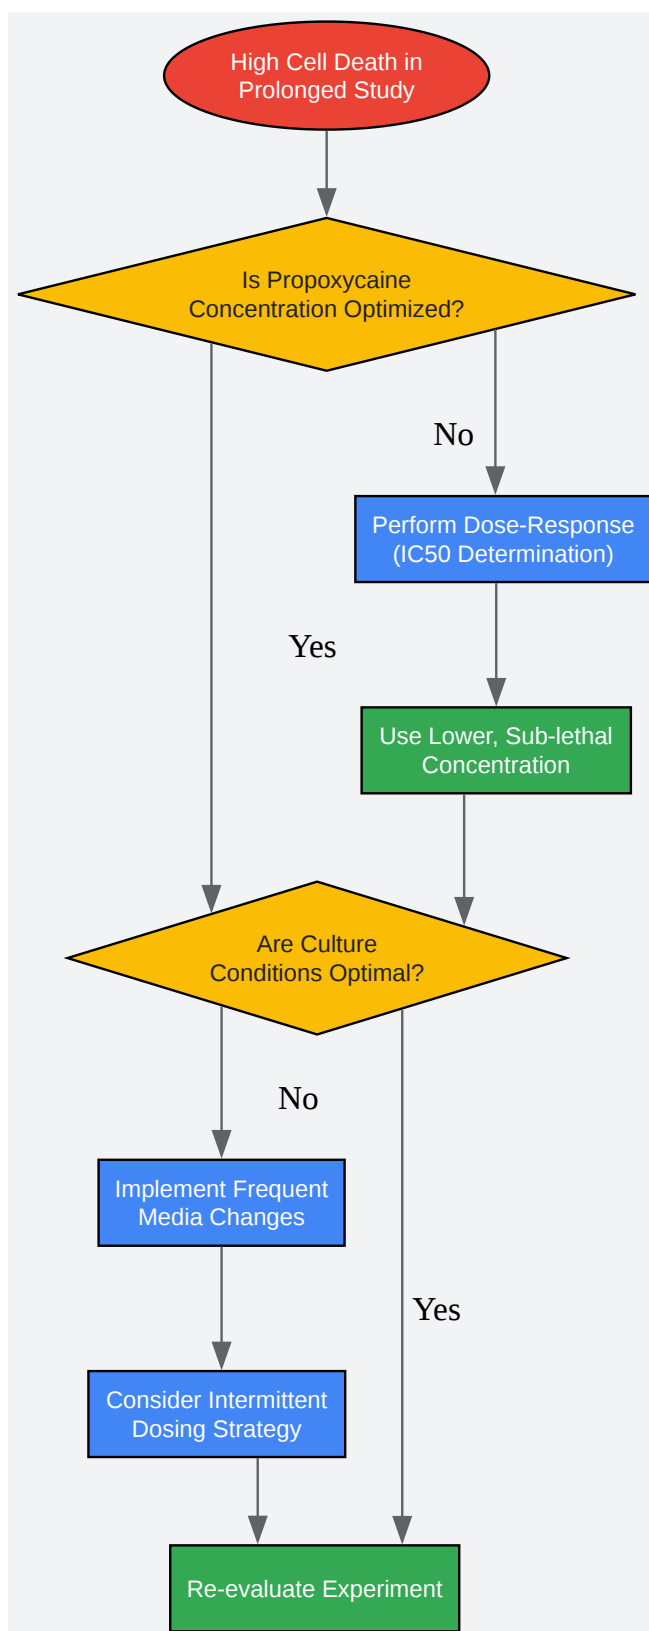 High Cell Death in
Prolonged Study
Is Propoxycaine
Concentration Optimized?
No
Perform Dose-Response
(IC50 Determination)
Yes
Use Lower, Sub-lethal
Concentration
Are Culture
Conditions Optimal?
No
Implement Frequent
Media Changes
Yes
Consider Intermittent
Dosing Strategy
Re-evaluate Experiment